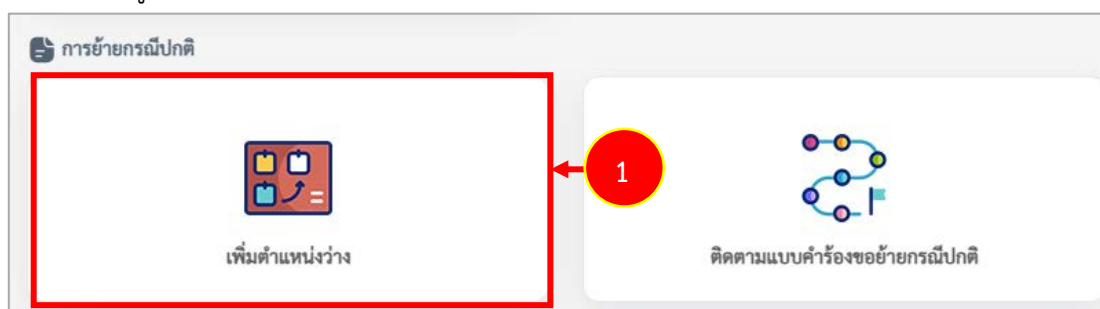 การย้ายกรณีปกติ
1
เพิ่มตำแหน่งว่าง
ติดตามแบบคำร้องขอย้ายกรณีปกติ